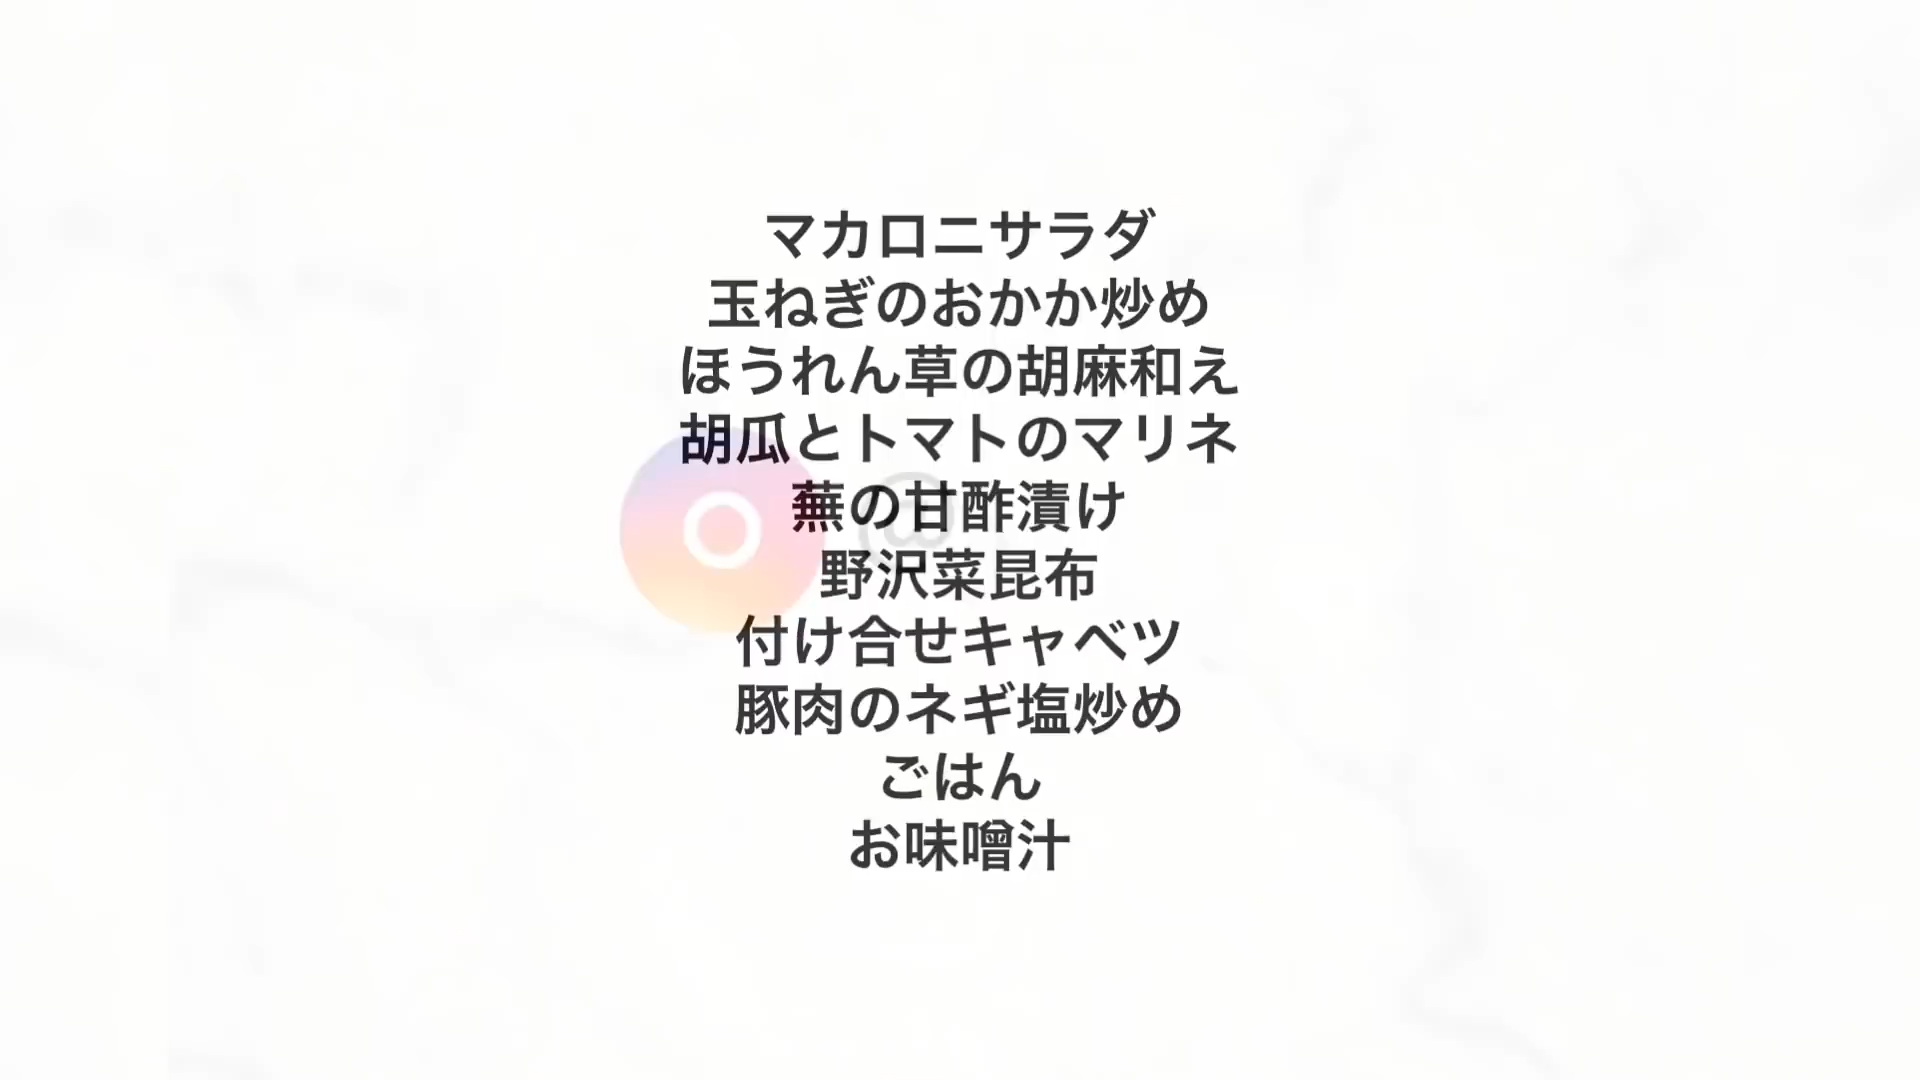 マカロニサラダ
玉ねぎのおかか炒め
ほうれん草の胡麻和え
胡瓜とトマトのマリネ
蕪の甘酢漬け
野沢菜昆布
付け合せキャベツ
豚肉のネギ塩炒め
ごはん
お味噌汁
@